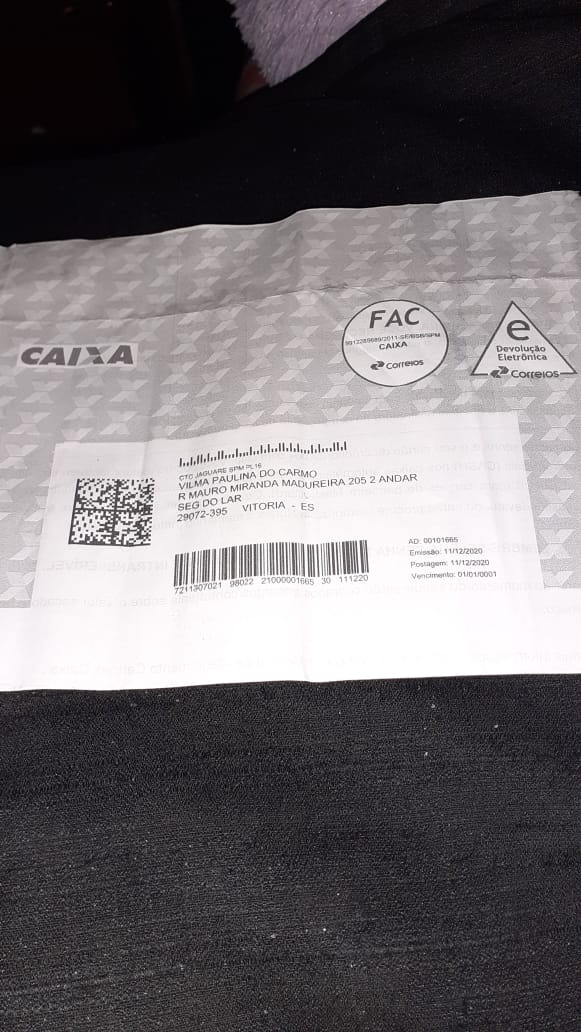 CAIXA
FAC
9912285689/2011-SE/BSB/SPM
CAIXA
Correios
e
Devolução
Eletrônica
Correios
CTC JAGUARE SPM PL16
VILMA PAULINA DO CARMO
R MAURO MIRANDA MADUREIRA 205 2 ANDAR
SEG DO LAR
29072-395 VITORIA - ES
7211307021 98022 21000001665 30 111220
AD: 00101665
Emissão: 11/12/2020
Postagem: 11/12/2020
Vencimento: 01/01/0001